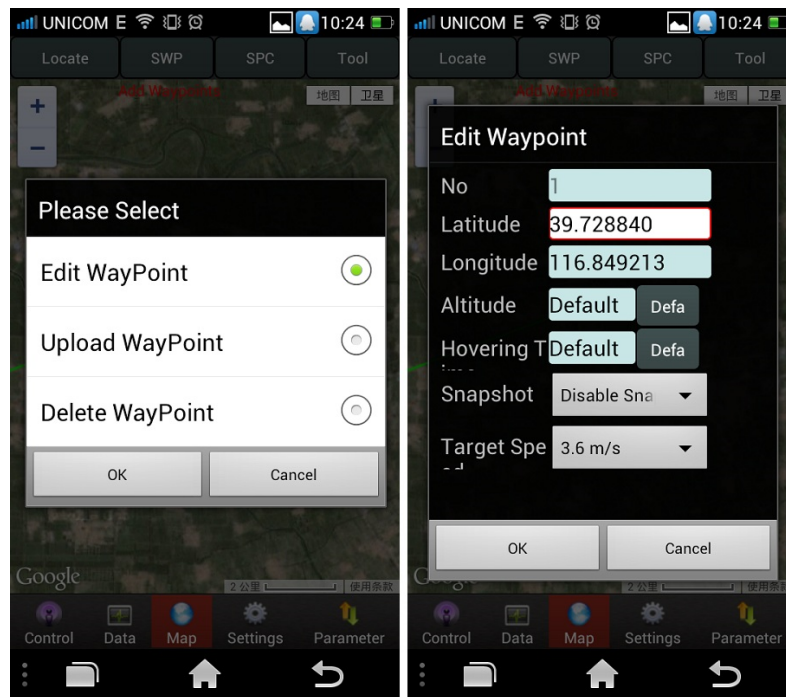 UNICOM E 10:24
Locate SWP SPC Tool
Add Waypoints
地图 卫星
+
−
Please Select
Edit WayPoint
Upload WayPoint
Delete WayPoint
OK Cancel
Google
2 公里 使用条款
Control Data Map Settings Parameter
UNICOM E 10:24
Locate SWP SPC Tool
Add Waypoints
地图 卫星
Edit Waypoint
No 1
Latitude 39.728840
Longitude 116.849213
Altitude Default Defa
Hovering T Default Defa
Snapshot Disable Sna
Target Spe 3.6 m/s
OK Cancel
2 公里
Control Data Map Settings Parameter